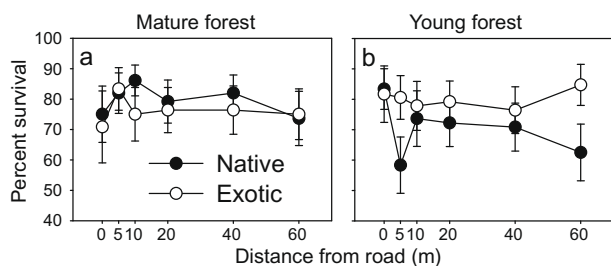 Mature forest
Young forest
Percent survival
100
90
80
70
60
50
40
a
b
Native
Exotic
0 5 10 20 40 60
0 5 10 20 40 60
Distance from road (m)